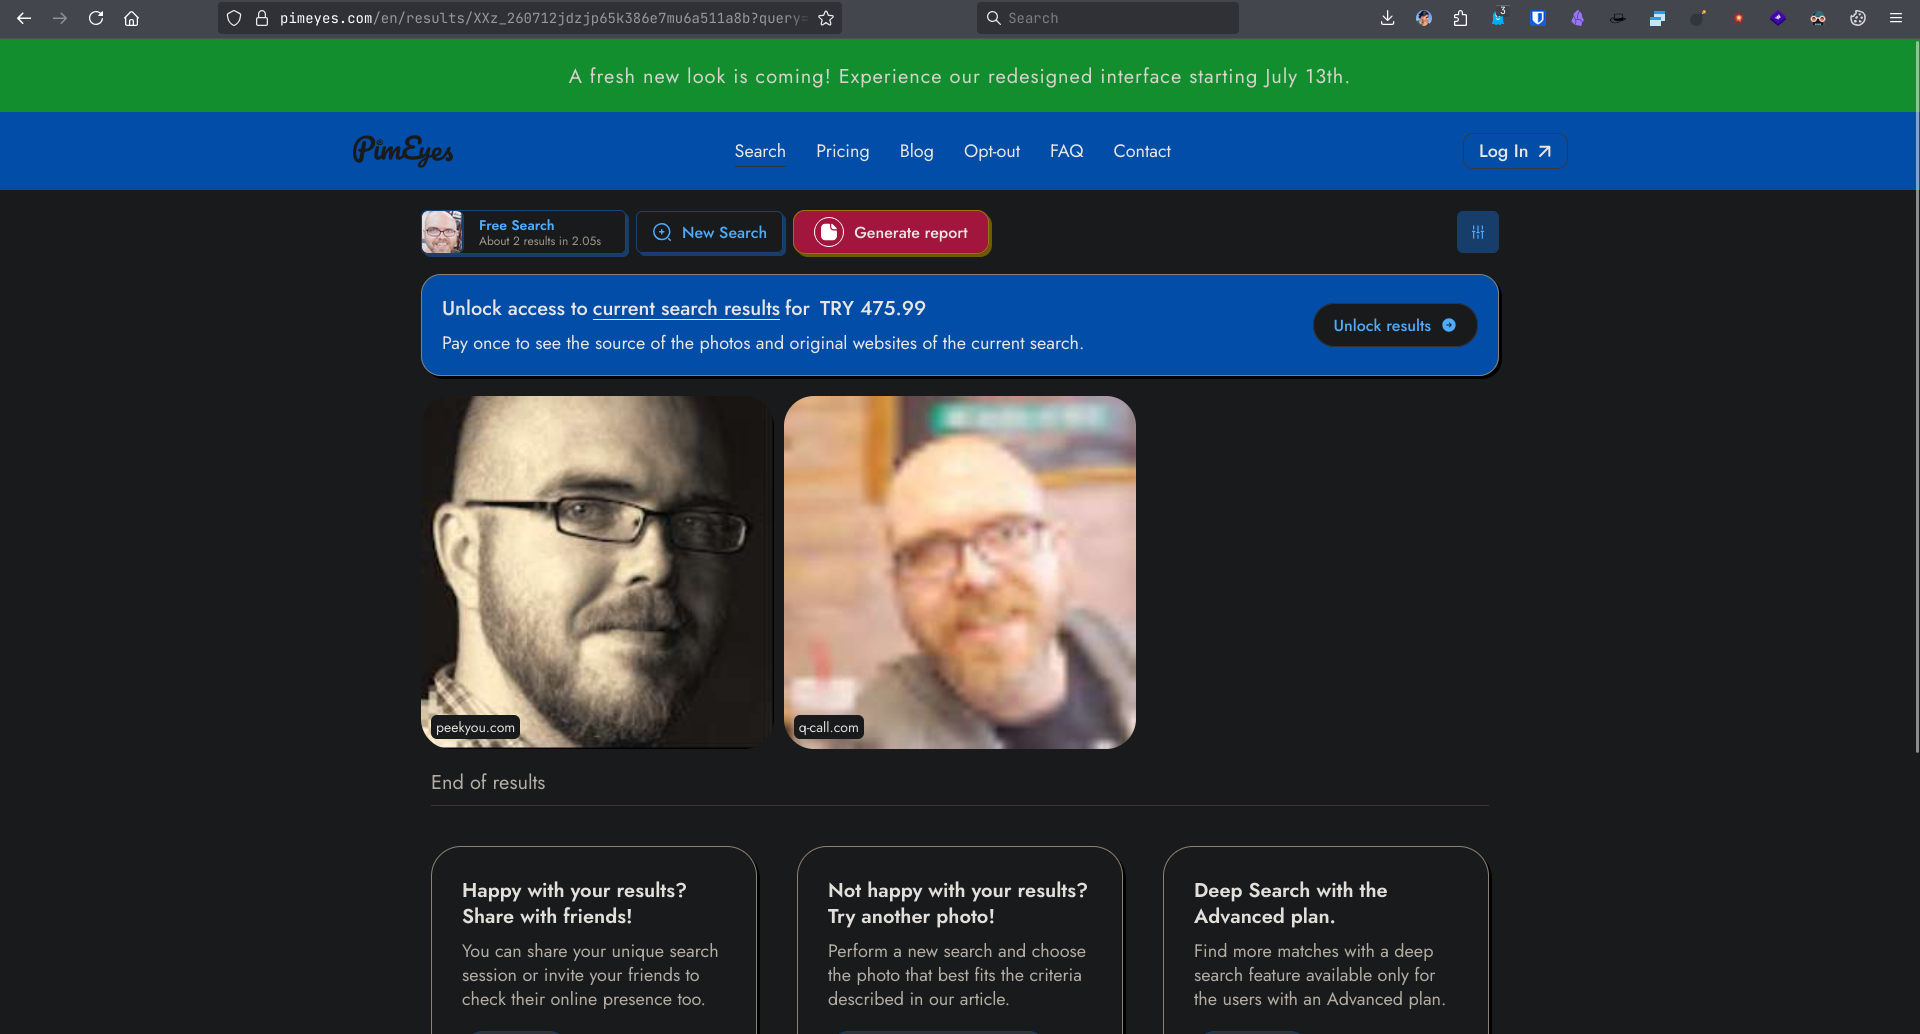 pimeyes.com/en/results/XXz_260712jdzjp65k386e7mu6a511a8b?query=
Search
3
A fresh new look is coming! Experience our redesigned interface starting July 13th.
PimEyes
Search
Pricing
Blog
Opt-out
FAQ
Contact
Log In
Free Search
About 2 results in 2.05s
New Search
Generate report
Unlock access to current search results for TRY 475.99
Pay once to see the source of the photos and original websites of the current search.
Unlock results
peekyou.com
q-call.com
End of results
Happy with your results?
Share with friends!
You can share your unique search
session or invite your friends to
check their online presence too.
Not happy with your results?
Try another photo!
Perform a new search and choose
the photo that best fits the criteria
described in our article.
Deep Search with the
Advanced plan.
Find more matches with a deep
search feature available only for
the users with an Advanced plan.